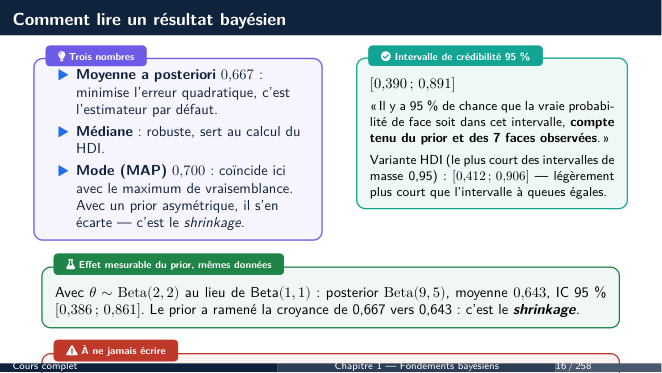 Comment lire un résultat bayésien
Trois nombres
Moyenne a posteriori 0,667 :
minimise l'erreur quadratique, c'est
l'estimateur par défaut.
Médiane : robuste, sert au calcul du
HDI.
Mode (MAP) 0,700 : coïncide ici
avec le maximum de vraisemblance.
Avec un prior asymétrique, il s'en
écarte — c'est le shrinkage.
Intervalle de crédibilité 95 %
[0,390 ; 0,891]
« Il y a 95 % de chance que la vraie probabi-
lité de face soit dans cet intervalle, compte
tenu du prior et des 7 faces observées. »
Variante HDI (le plus court des intervalles de
masse 0,95) : [0,412 ; 0,906] — légèrement
plus court que l'intervalle à queues égales.
Effet mesurable du prior, mêmes données
Avec θ ∼ Beta(2, 2) au lieu de Beta(1, 1) : posterior Beta(9, 5), moyenne 0,643, IC 95 %
[0,386 ; 0,861]. Le prior a ramené la croyance de 0,667 vers 0,643 : c'est le shrinkage.
À ne jamais écrire
Cours complet
Chapitre 1 — Fondements bayésiens
16 / 258